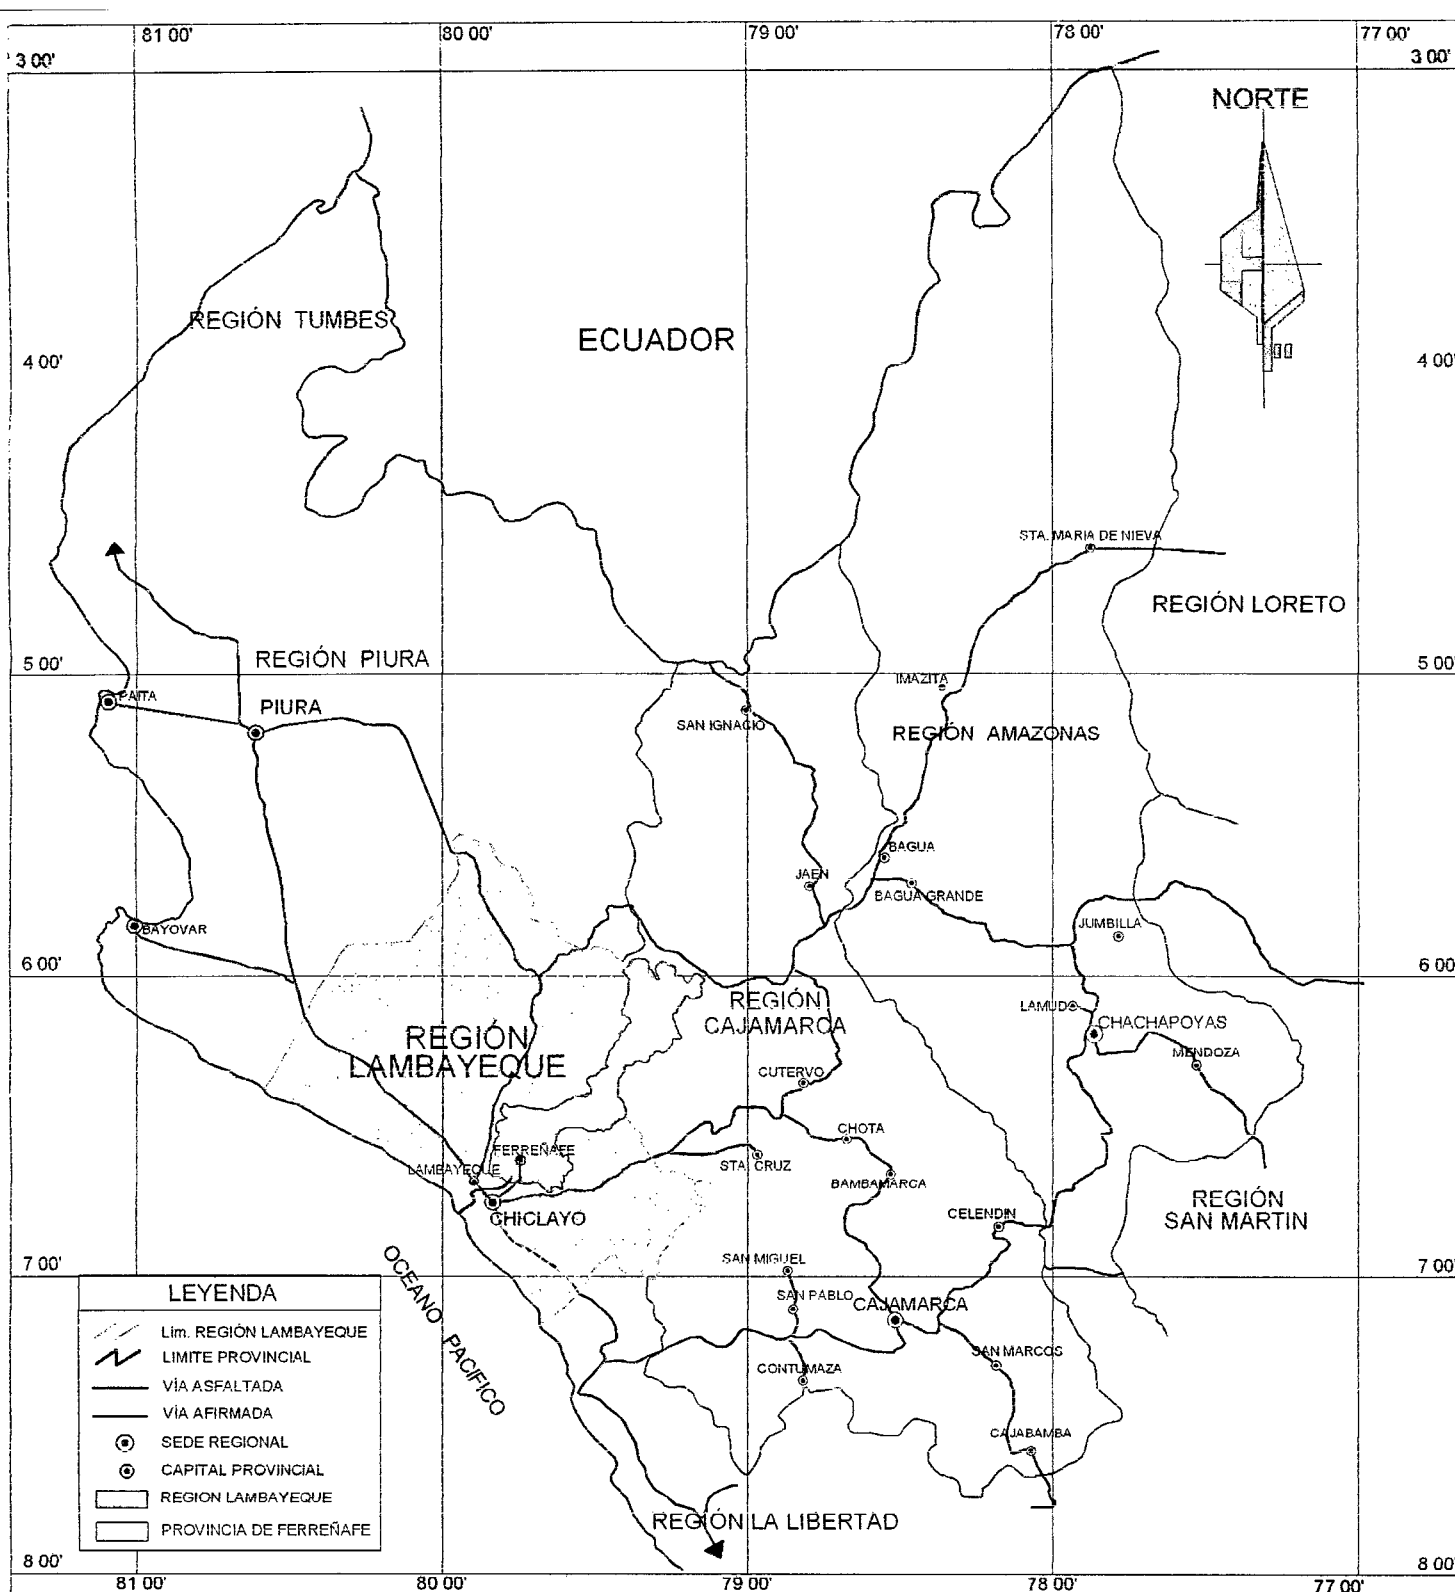 81 00'
80 00'
79 00'
78 00'
77 00'
3 00'
3 00'
NORTE
REGIÓN TUMBES
ECUADOR
4 00'
4 00'
STA. MARIA DE NIEVA
REGIÓN LORETO
REGIÓN PIURA
5 00'
5 00'
PAITA
PIURA
IMAZITA
SAN IGNACIO
REGIÓN AMAZONAS
BAGUA
JAEN
BAGUA GRANDE
BAYOVAR
JUMBILLA
6 00'
6 00'
REGIÓN
CAJAMARCA
LAMUD
CHACHAPOYAS
REGIÓN
LAMBAYEQUE
MENDOZA
CUTERVO
CHOTA
FERREÑAFE
LAMBAYEQUE
STA. CRUZ
BAMBAMARCA
CHICLAYO
CELENDIN
REGIÓN
SAN MARTIN
OCEANO PACIFICO
SAN MIGUEL
7 00'
7 00'
SAN PABLO
CAJAMARCA
SAN MARCOS
CONTUMAZA
CAJABAMBA
REGIÓN LA LIBERTAD
LEYENDA
Lim. REGIÓN LAMBAYEQUE
LIMITE PROVINCIAL
VÍA ASFALTADA
VÍA AFIRMADA
SEDE REGIONAL
CAPITAL PROVINCIAL
REGION LAMBAYEQUE
PROVINCIA DE FERREÑAFE
8 00'
8 00'
81 00'
80 00'
79 00'
78 00'
77 00'